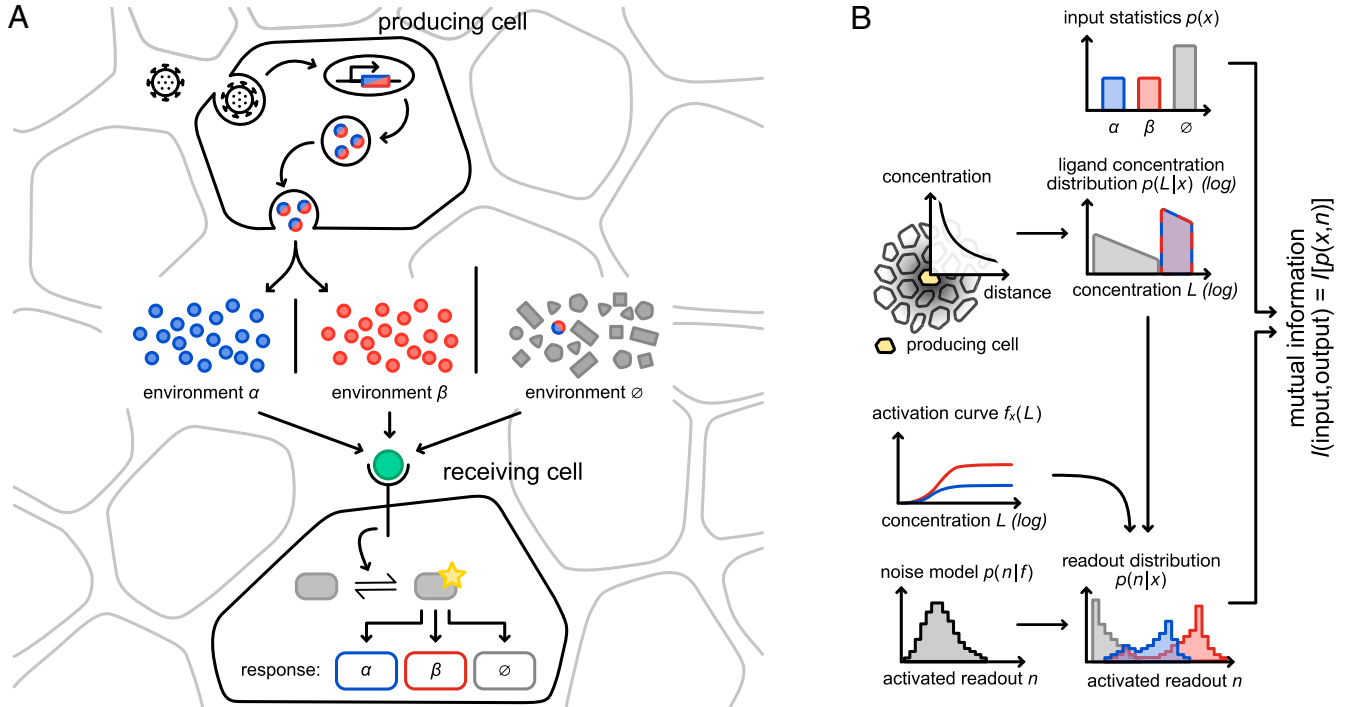 A
producing cell
environment α
environment β
environment ∅
receiving cell
response:
α
β
∅
B
input statistics p(x)
α
β
∅
concentration
distance
producing cell
ligand concentration
distribution p(L|x) (log)
concentration L (log)
activation curve fₓ(L)
concentration L (log)
noise model p(n|f)
activated readout n
readout distribution
p(n|x)
activated readout n
mutual information
I(input,output) = I[p(x,n)]